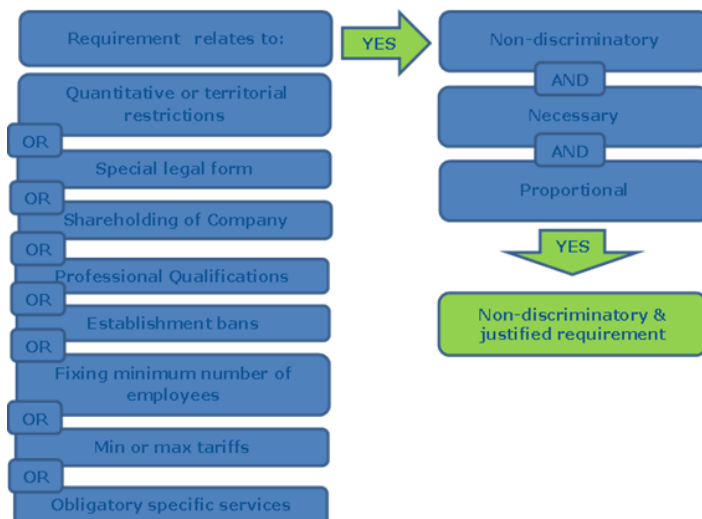 Requirement relates to:
Quantitative or territorial
restrictions
OR
Special legal form
OR
Shareholding of Company
OR
Professional Qualifications
OR
Establishment bans
OR
Fixing minimum number of
employees
OR
Min or max tariffs
OR
Obligatory specific services
YES
Non-discriminatory
AND
Necessary
AND
Proportional
YES
Non-discriminatory &
justified requirement